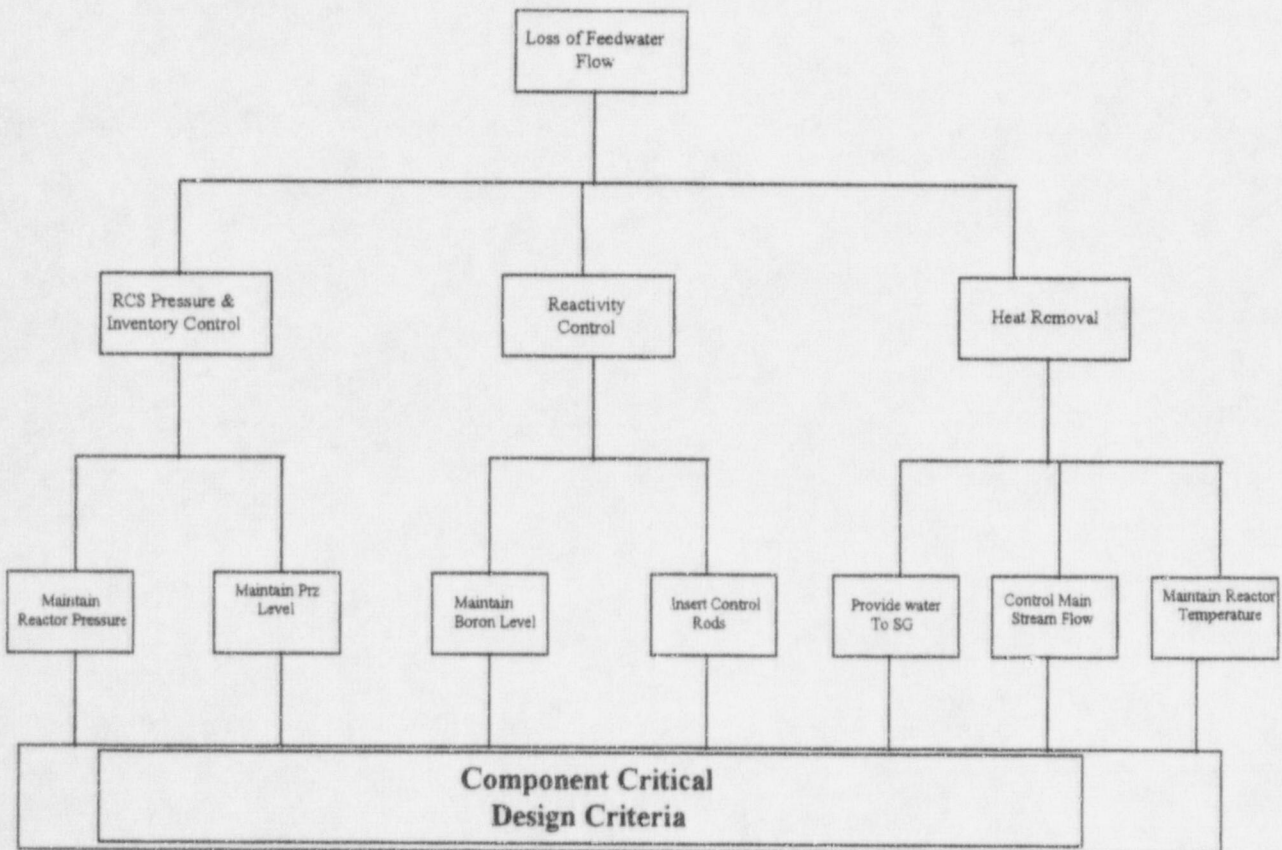 Loss of Feedwater
Flow
RCS Pressure &
Inventory Control
Reactivity
Control
Heat Removal
Maintain
Reactor Pressure
Maintain Prz
Level
Maintain
Boron Level
Insert Control
Rods
Provide water
To SG
Control Main
Stream Flow
Maintain Reactor
Temperature
Component Critical
Design Criteria